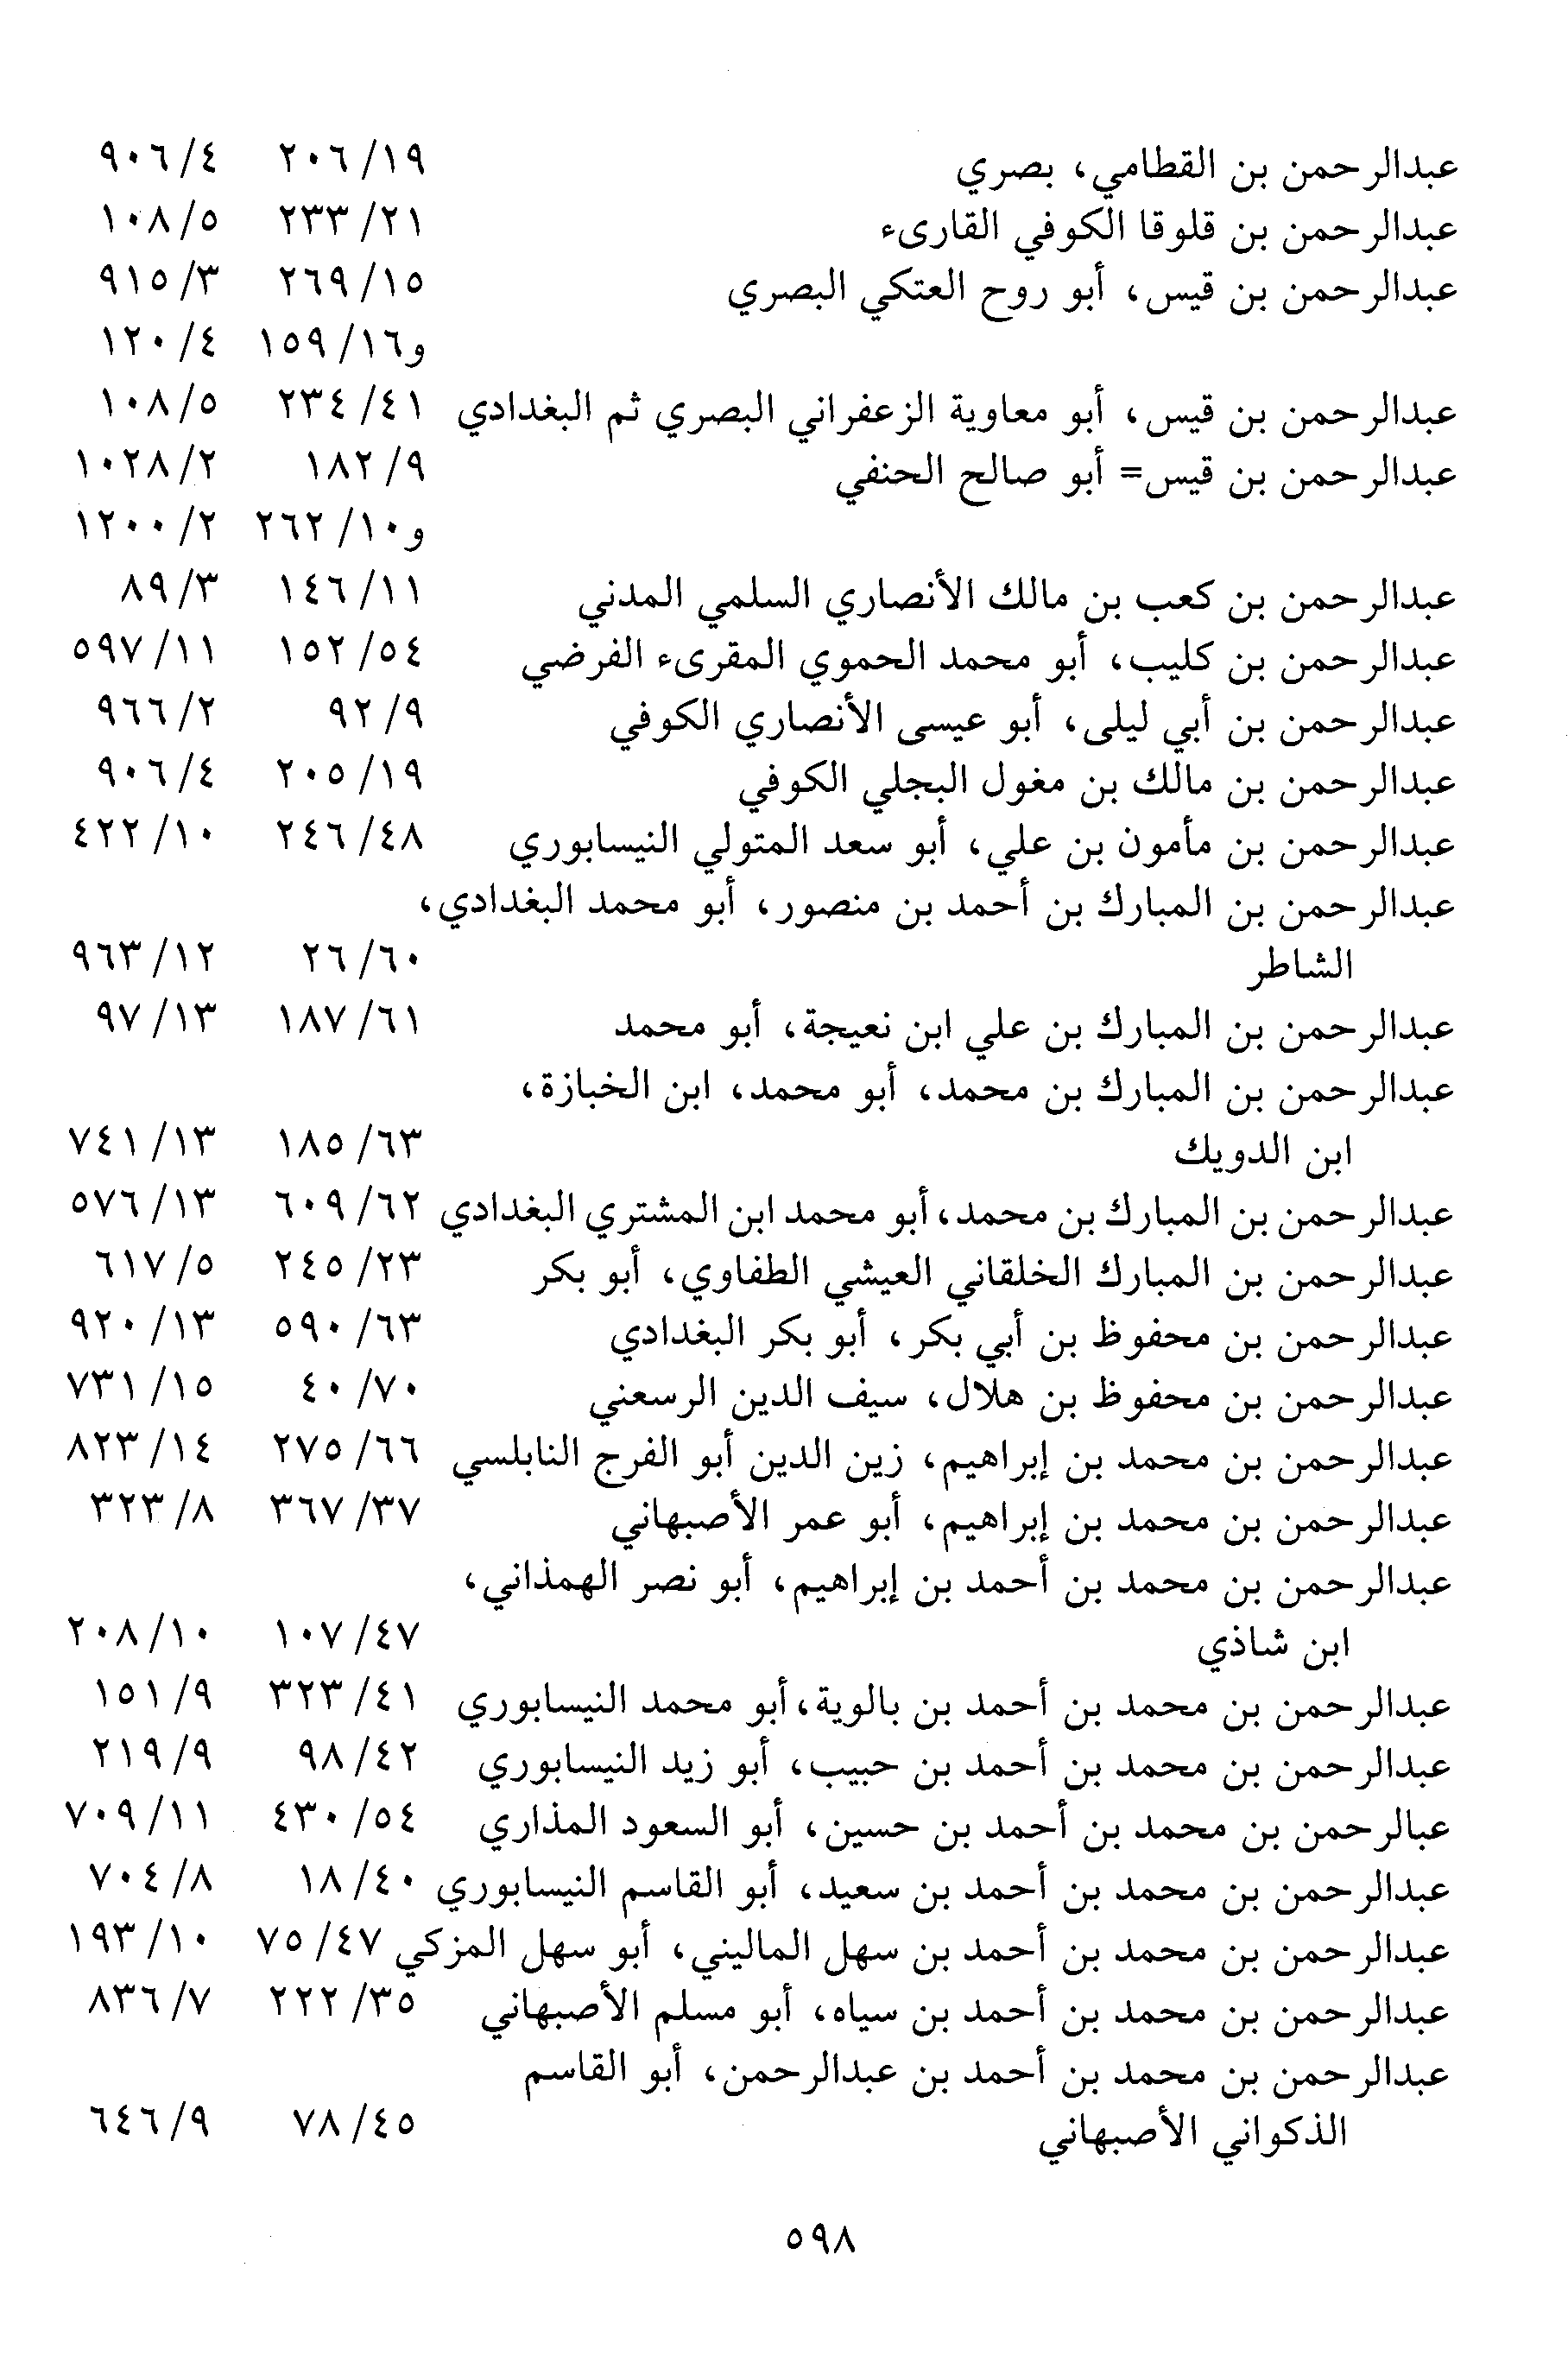 عبدالرحمن بن القطامي، بصري ١٩/ ٢٠٦ ٤/ ٩٠٦
عبدالرحمن بن قلوقا الكوفي القارىء ٢١/ ٢٣٣ ٥/ ١٠٨
عبدالرحمن بن قيس، أبو روح العتكي البصري ١٥/ ٢٦٩ ٣/ ٩١٥
و١٦/ ١٥٩ ٤/ ١٢٠
عبدالرحمن بن قيس، أبو معاوية الزعفراني البصري ثم البغدادي ٤١/ ٢٣٤ ٥/ ١٠٨
عبدالرحمن بن قيس= أبو صالح الحنفي ٩/ ١٨٢ ٢/ ١٠٢٨
و١٠/ ٢٦٢ ٢/ ١٢٠٠
عبدالرحمن بن كعب بن مالك الأنصاري السلمي المدني ١١/ ١٤٦ ٣/ ٨٩
عبدالرحمن بن كليب، أبو محمد الحموي المقرىء الفرضي ٥٤/ ١٥٢ ١١/ ٥٩٧
عبدالرحمن بن أبي ليلى، أبو عيسى الأنصاري الكوفي ٩/ ٩٢ ٢/ ٩٦٦
عبدالرحمن بن مالك بن مغول البجلي الكوفي ١٩/ ٢٠٥ ٤/ ٩٠٦
عبدالرحمن بن مأمون بن علي، أبو سعد المتولي النيسابوري ٤٨/ ٢٤٦ ١٠/ ٤٢٢
عبدالرحمن بن المبارك بن أحمد بن منصور، أبو محمد البغدادي،
الشاطر ٦٠/ ٢٦ ١٢/ ٩٦٣
عبدالرحمن بن المبارك بن علي ابن نعيجة، أبو محمد ٦١/ ١٨٧ ١٣/ ٩٧
عبدالرحمن بن المبارك بن محمد، أبو محمد، ابن الخبازة،
ابن الدويك ٦٣/ ١٨٥ ١٣/ ٧٤١
عبدالرحمن بن المبارك بن محمد، أبو محمد ابن المشتري البغدادي ٦٢/ ٦٠٩ ١٣/ ٥٧٦
عبدالرحمن بن المبارك الخلقاني العيشي الطفاوي، أبو بكر ٢٣/ ٢٤٥ ٥/ ٦١٧
عبدالرحمن بن محفوظ بن أبي بكر، أبو بكر البغدادي ٦٣/ ٥٩٠ ١٣/ ٩٢٠
عبدالرحمن بن محفوظ بن هلال، سيف الدين الرسعني ٧٠/ ٤٠ ١٥/ ٧٣١
عبدالرحمن بن محمد بن إبراهيم، زين الدين أبو الفرج النابلسي ٦٦/ ٢٧٥ ١٤/ ٨٢٣
عبدالرحمن بن محمد بن إبراهيم، أبو عمر الأصبهاني ٣٧/ ٣٦٧ ٨/ ٣٢٣
عبدالرحمن بن محمد بن أحمد بن إبراهيم، أبو نصر الهمذاني،
ابن شاذي ٤٧/ ١٠٧ ١٠/ ٢٠٨
عبدالرحمن بن محمد بن أحمد بن بالوية، أبو محمد النيسابوري ٤١/ ٣٢٣ ٩/ ١٥١
عبدالرحمن بن محمد بن أحمد بن حبيب، أبو زيد النيسابوري ٤٢/ ٩٨ ٩/ ٢١٩
عبالرحمن بن محمد بن أحمد بن حسين، أبو السعود المذاري ٥٤/ ٤٣٠ ١١/ ٧٠٩
عبدالرحمن بن محمد بن أحمد بن سعيد، أبو القاسم النيسابوري ٤٠/ ١٨ ٨/ ٧٠٤
عبدالرحمن بن محمد بن أحمد بن سهل الماليني، أبو سهل المزكي ٤٧/ ٧٥ ١٠/ ١٩٣
عبدالرحمن بن محمد بن أحمد بن سياه، أبو مسلم الأصبهاني ٣٥/ ٢٢٢ ٧/ ٨٣٦
عبدالرحمن بن محمد بن أحمد بن عبدالرحمن، أبو القاسم
الذكواني الأصبهاني ٤٥/ ٧٨ ٩/ ٦٤٦
٥٩٨